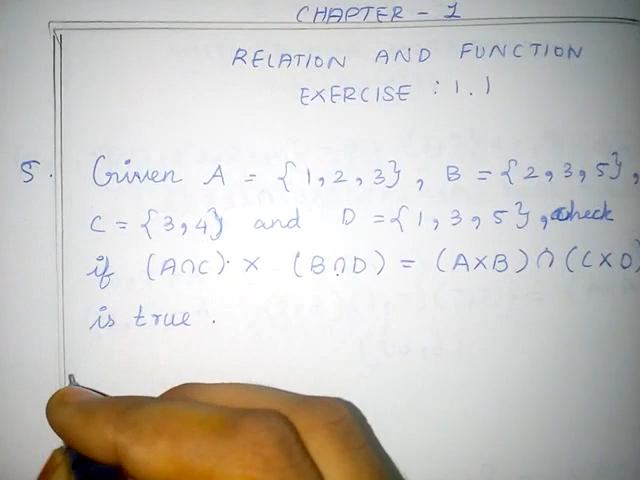 CHAPTER - 1
RELATION AND FUNCTION
EXERCISE : 1.1
5. Given A = {1, 2, 3}, B = {2, 3, 5},
C = {3, 4} and D = {1, 3, 5}, check
if (A∩C) × (B∩D) = (A×B) ∩ (C×D)
is true.